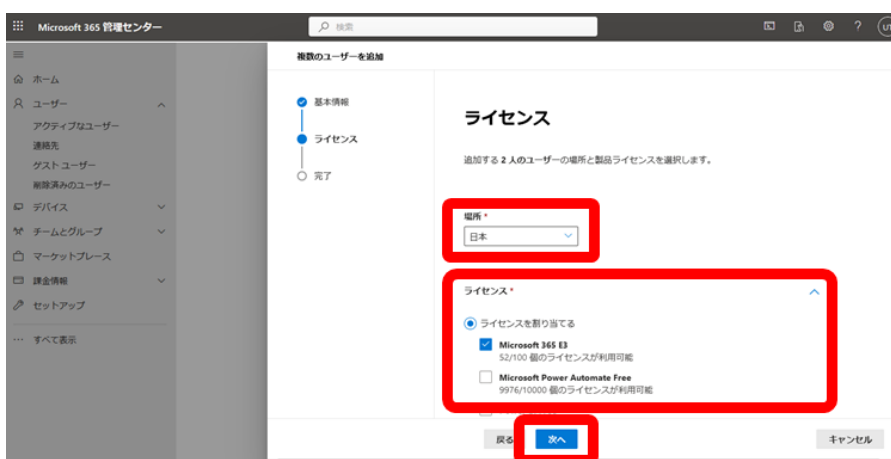 Microsoft 365 管理センター
検索
ホーム
ユーザー
アクティブなユーザー
連絡先
ゲスト ユーザー
削除済みのユーザー
デバイス
チームとグループ
マーケットプレース
課金情報
セットアップ
すべて表示
複数のユーザーを追加
基本情報
ライセンス
完了
ライセンス
追加する 2 人のユーザーの場所と製品ライセンスを選択します。
場所 *
日本
ライセンス *
ライセンスを割り当てる
Microsoft 365 E3
52/100 個のライセンスが利用可能
Microsoft Power Automate Free
9976/10000 個のライセンスが利用可能
戻る
次へ
キャンセル